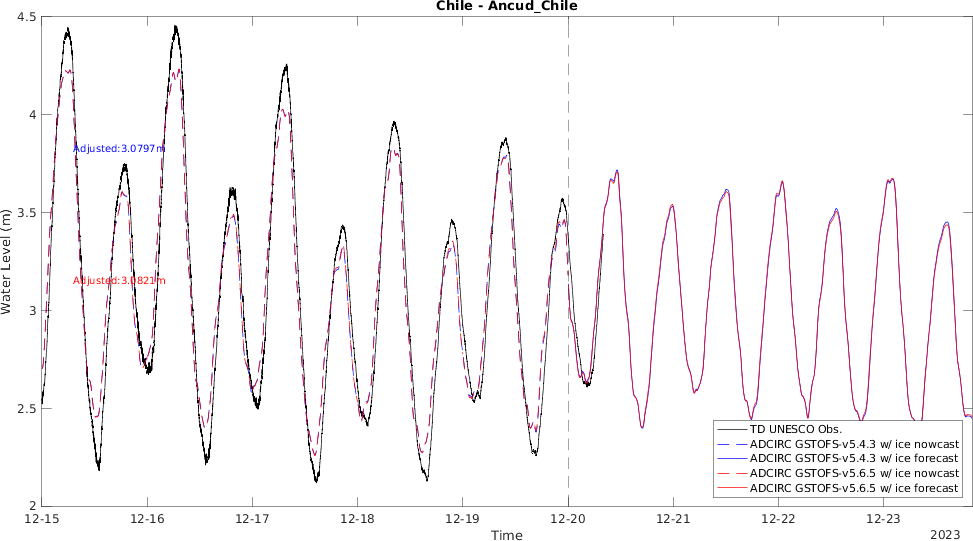 Chile - Ancud_Chile
4.5
4
3.5
3
2.5
2
Water Level (m)
Adjusted:3.0797m
Adjusted:3.0821m
TD UNESCO Obs.
ADCIRC GSTOFS-v5.4.3 w/ ice nowcast
ADCIRC GSTOFS-v5.4.3 w/ ice forecast
ADCIRC GSTOFS-v5.6.5 w/ ice nowcast
ADCIRC GSTOFS-v5.6.5 w/ ice forecast
12-15 12-16 12-17 12-18 12-19 12-20 12-21 12-22 12-23
Time
2023